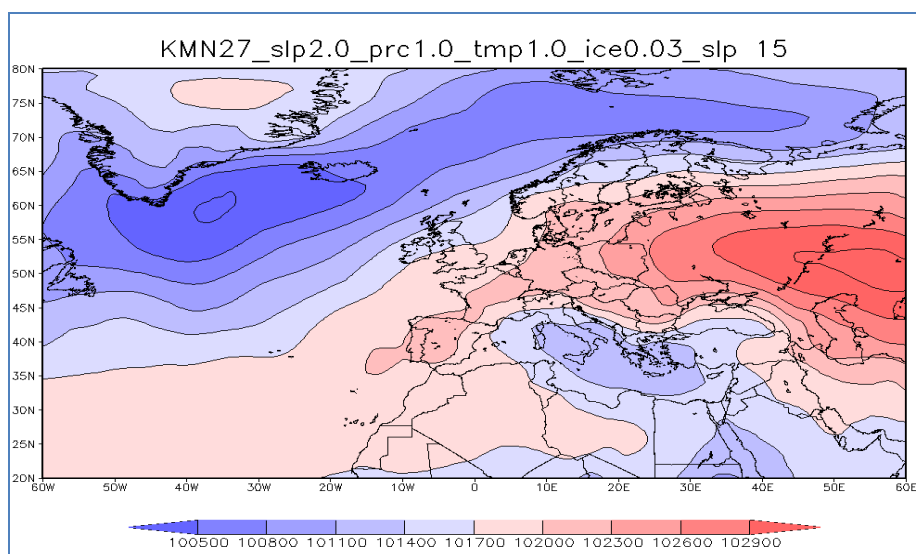 KMN27_slp2.0_prc1.0_tmp1.0_ice0.03_slp 15
80N
75N
70N
65N
60N
55N
50N
45N
40N
35N
30N
25N
20N
60W 50W 40W 30W 20W 10W 0 10E 20E 30E 40E 50E 60E
100500 100800 101100 101400 101700 102000 102300 102600 102900